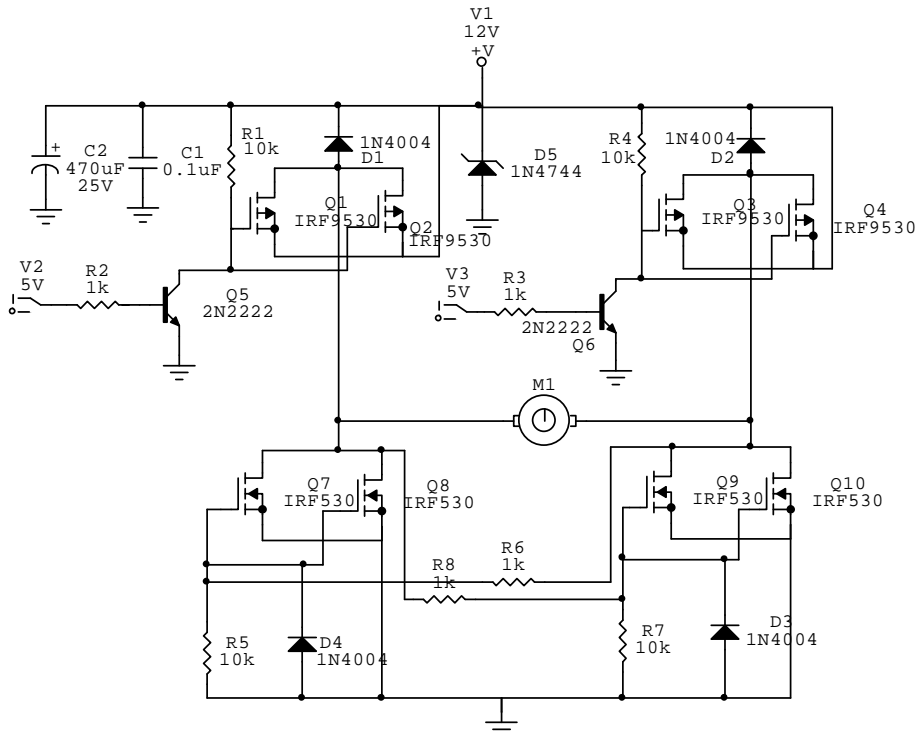 V1
12V
+V
C2
470uF
25V
+
C1
0.1uF
R1
10k
1N4004
D1
Q1
IRF9530
Q2
IRF9530
D5
1N4744
R4
10k
1N4004
D2
Q3
IRF9530
Q4
IRF9530
V2
5V
R2
1k
Q5
2N2222
V3
5V
R3
1k
2N2222
Q6
M1
Q7
IRF530
Q8
IRF530
Q9
IRF530
Q10
IRF530
R6
1k
R8
1k
R5
10k
D4
1N4004
R7
10k
D3
1N4004